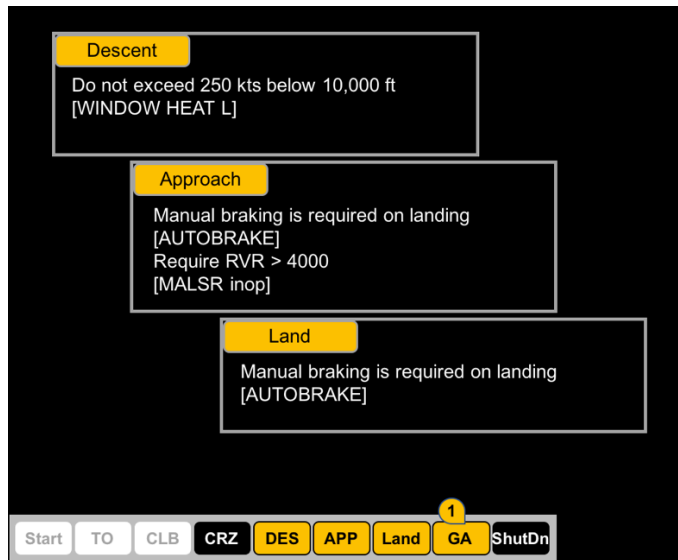 Descent
Do not exceed 250 kts below 10,000 ft
[WINDOW HEAT L]
Approach
Manual braking is required on landing
[AUTOBRAKE]
Require RVR > 4000
[MALSR inop]
Land
Manual braking is required on landing
[AUTOBRAKE]
1
Start TO CLB CRZ DES APP Land GA ShutDn